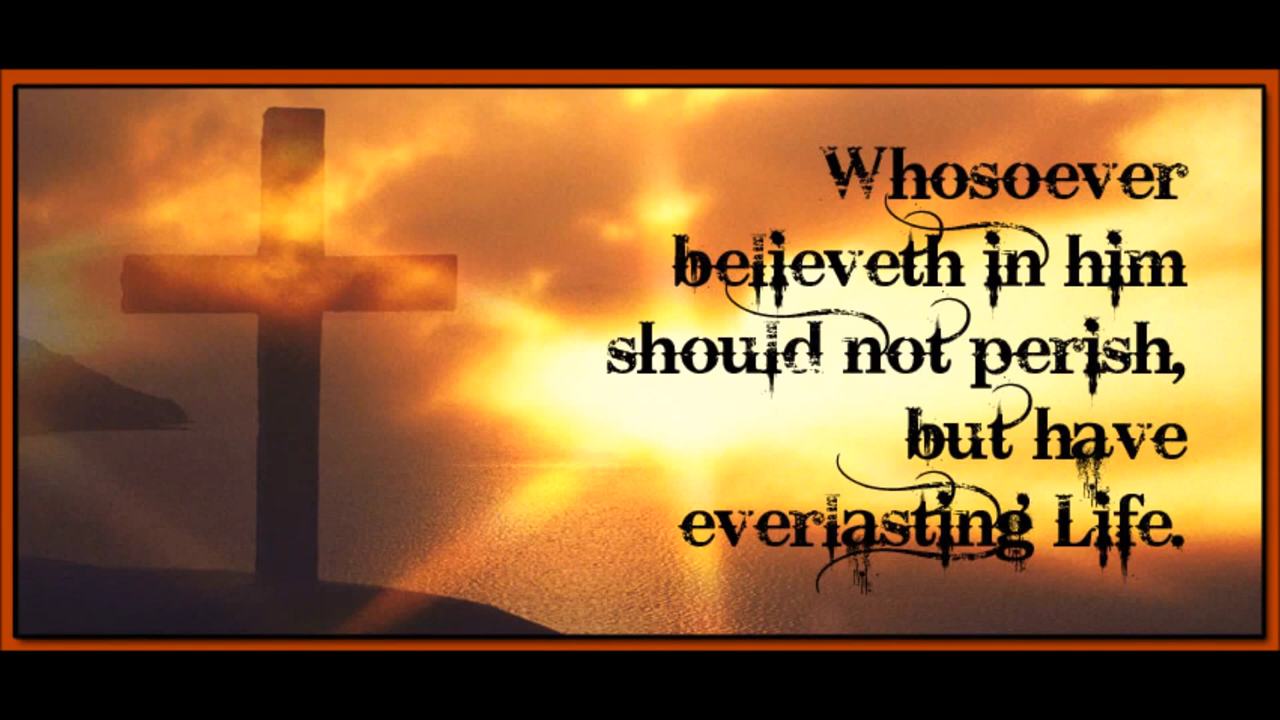 Whosoever
believeth in him
should not perish,
but have
everlasting Life.